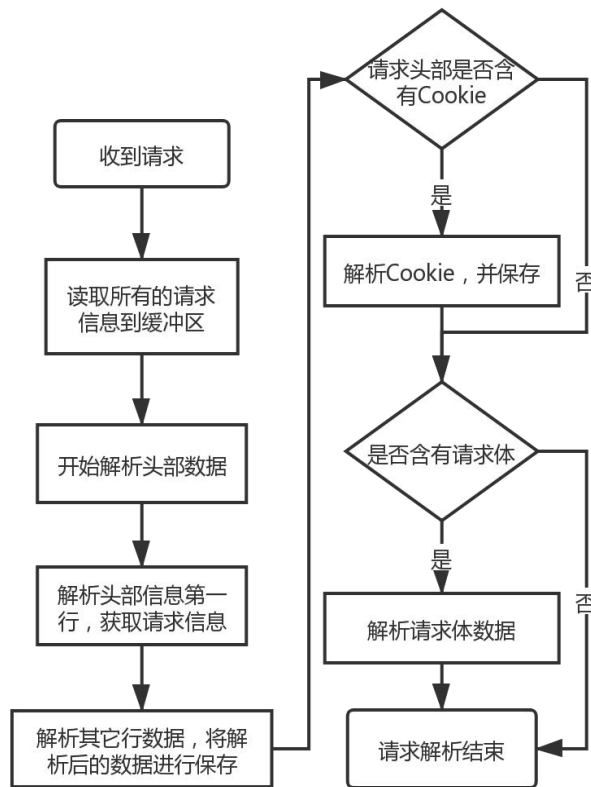 收到请求
读取所有的请求
信息到缓冲区
开始解析头部数据
解析头部信息第一
行，获取请求信息
解析其它行数据，将解
析后的数据进行保存
请求头部是否含
有Cookie
是
否
解析Cookie，并保存
是否含有请求体
是
否
解析请求体数据
请求解析结束